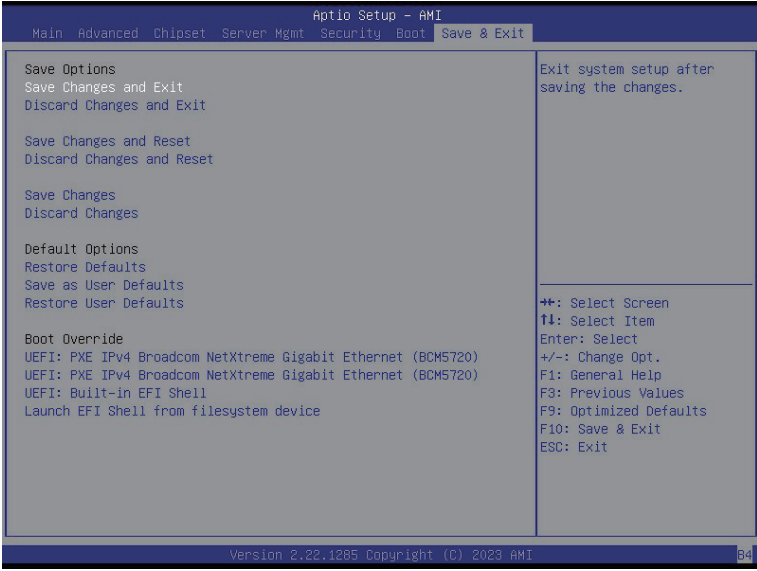 Aptio Setup - AMI
Main Advanced Chipset Server Mgmt Security Boot Save & Exit
Save Options
Save Changes and Exit
Discard Changes and Exit
Save Changes and Reset
Discard Changes and Reset
Save Changes
Discard Changes
Default Options
Restore Defaults
Save as User Defaults
Restore User Defaults
Boot Override
UEFI: PXE IPv4 Broadcom NetXtreme Gigabit Ethernet (BCM5720)
UEFI: PXE IPv4 Broadcom NetXtreme Gigabit Ethernet (BCM5720)
UEFI: Built-in EFI Shell
Launch EFI Shell from filesystem device
Exit system setup after
saving the changes.
→←: Select Screen
↑↓: Select Item
Enter: Select
+/-: Change Opt.
F1: General Help
F3: Previous Values
F9: Optimized Defaults
F10: Save & Exit
ESC: Exit
Version 2.22.1285 Copyright (C) 2023 AMI
B4